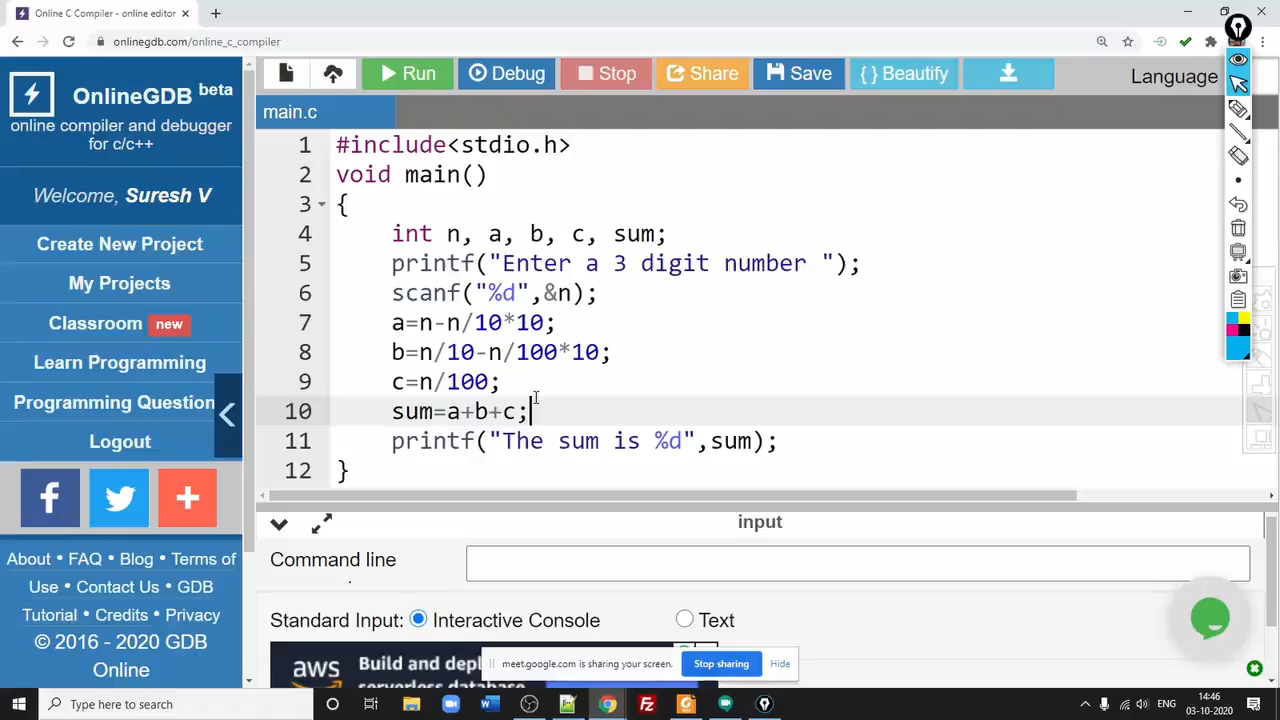 Online C Compiler - online editor
onlinegdb.com/online_c_compiler
OnlineGDB beta
online compiler and debugger
for c/c++
Welcome, Suresh V
Create New Project
My Projects
Classroom new
Learn Programming
Programming Question
Logout
About • FAQ • Blog • Terms of
Use • Contact Us • GDB
Tutorial • Credits • Privacy
© 2016 - 2020 GDB
Online
Run Debug Stop Share Save { } Beautify Language
main.c
1 #include<stdio.h>
2 void main()
3 {
4 int n, a, b, c, sum;
5 printf("Enter a 3 digit number ");
6 scanf("%d",&n);
7 a=n-n/10*10;
8 b=n/10-n/100*10;
9 c=n/100;
10 sum=a+b+c;
11 printf("The sum is %d",sum);
12 }
input
Command line
Standard Input: Interactive Console Text
aws Build and depl
serverless database
meet.google.com is sharing your screen. Stop sharing Hide
Type here to search
ENG
14:46
03-10-2020